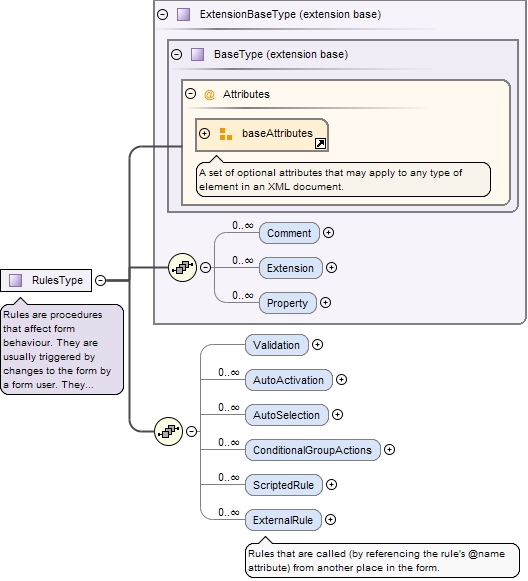 ExtensionBaseType (extension base)
BaseType (extension base)
@ Attributes
baseAttributes
A set of optional attributes that may apply to any type of
element in an XML document.
0..∞
Comment
0..∞
Extension
0..∞
Property
RulesType
Rules are procedures
that affect form
behaviour. They are
usually triggered by
changes to the form by
a form user. They...
Validation
0..∞
AutoActivation
0..∞
AutoSelection
0..∞
ConditionalGroupActions
0..∞
ScriptedRule
0..∞
ExternalRule
Rules that are called (by referencing the rule's @name
attribute) from another place in the form.